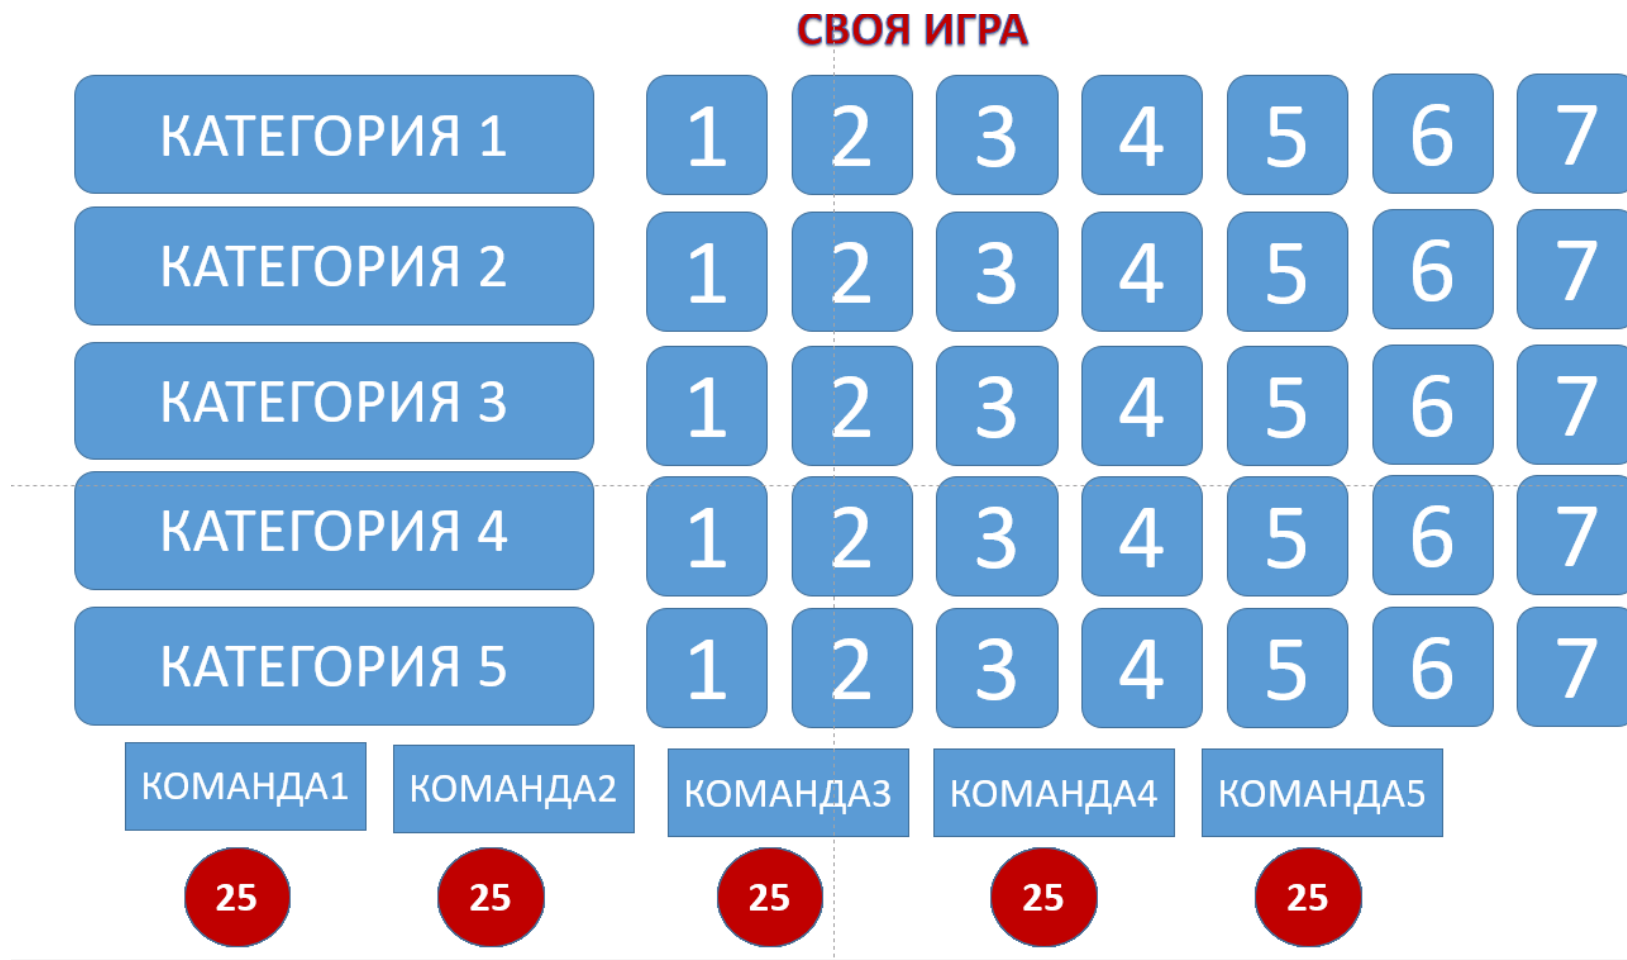 СВОЯ ИГРА
КАТЕГОРИЯ 1 1 2 3 4 5 6 7
КАТЕГОРИЯ 2 1 2 3 4 5 6 7
КАТЕГОРИЯ 3 1 2 3 4 5 6 7
КАТЕГОРИЯ 4 1 2 3 4 5 6 7
КАТЕГОРИЯ 5 1 2 3 4 5 6 7
КОМАНДА1 КОМАНДА2 КОМАНДА3 КОМАНДА4 КОМАНДА5
25 25 25 25 25